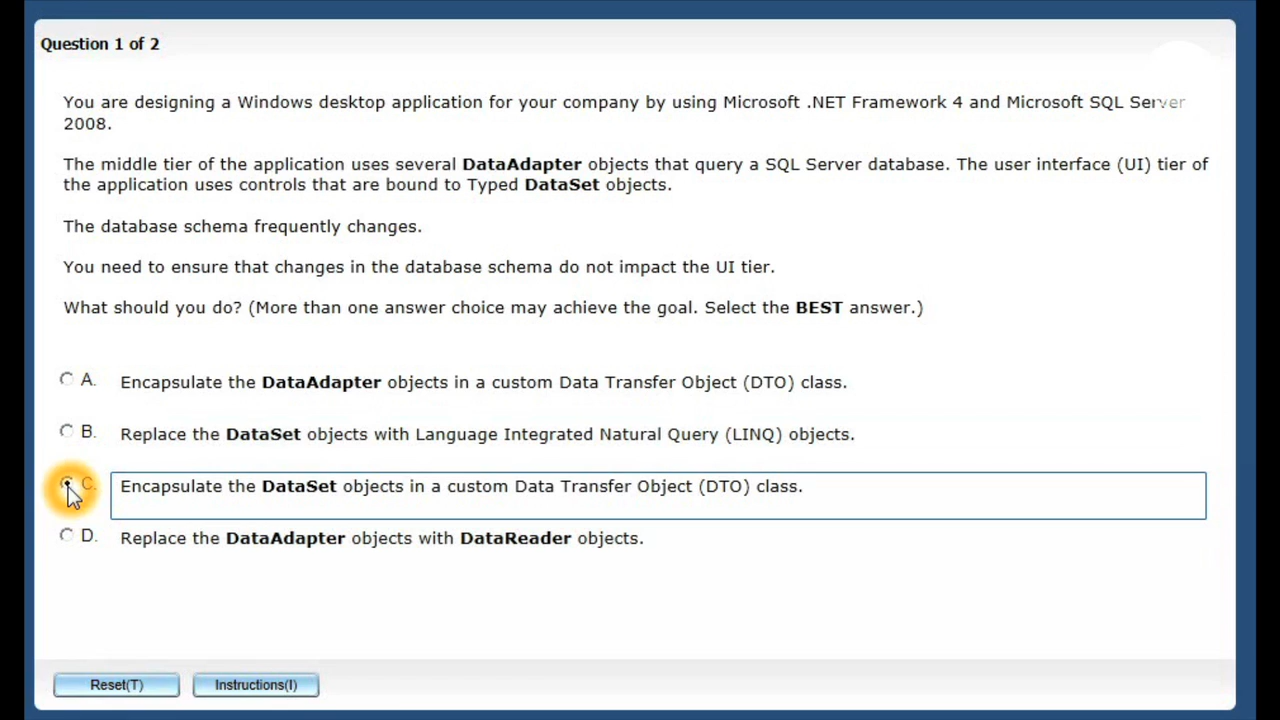 Question 1 of 2
You are designing a Windows desktop application for your company by using Microsoft .NET Framework 4 and Microsoft SQL Server
2008.
The middle tier of the application uses several DataAdapter objects that query a SQL Server database. The user interface (UI) tier of
the application uses controls that are bound to Typed DataSet objects.
The database schema frequently changes.
You need to ensure that changes in the database schema do not impact the UI tier.
What should you do? (More than one answer choice may achieve the goal. Select the BEST answer.)
A. Encapsulate the DataAdapter objects in a custom Data Transfer Object (DTO) class.
B. Replace the DataSet objects with Language Integrated Natural Query (LINQ) objects.
C. Encapsulate the DataSet objects in a custom Data Transfer Object (DTO) class.
D. Replace the DataAdapter objects with DataReader objects.
Reset(T) Instructions(I)